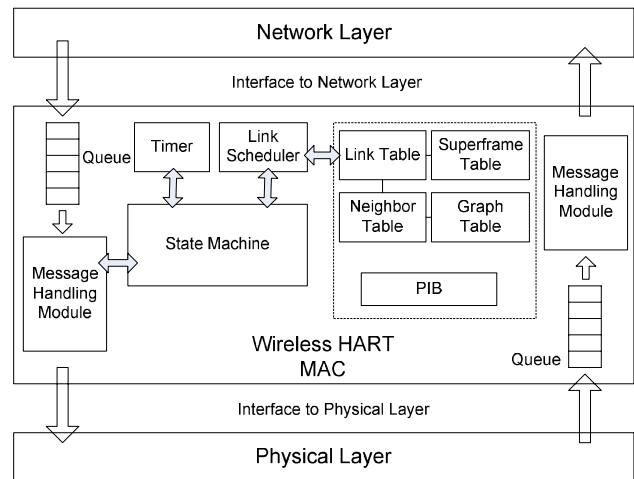 Network Layer
Interface to Network Layer
Queue
Timer
Link
Scheduler
Link Table
Superframe
Table
Neighbor
Table
Graph
Table
Message
Handling
Module
State Machine
Message
Handling
Module
PIB
Wireless HART
MAC
Queue
Interface to Physical Layer
Physical Layer